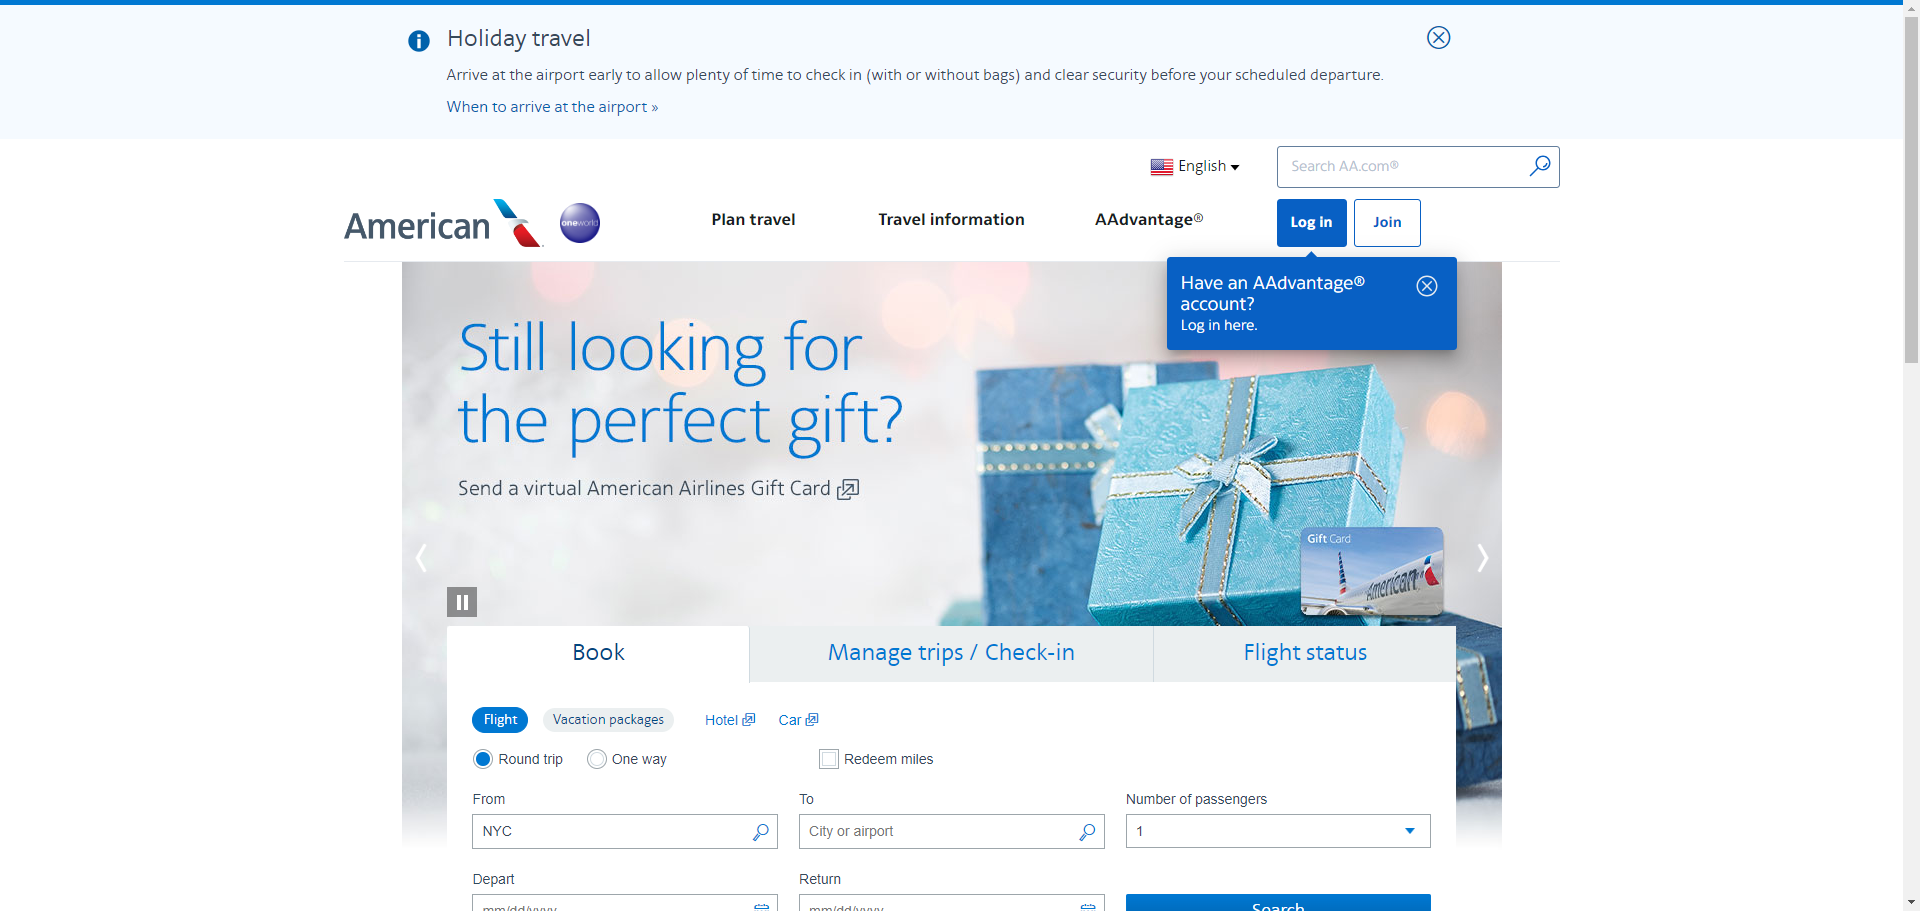 Holiday travel
Arrive at the airport early to allow plenty of time to check in (with or without bags) and clear security before your scheduled departure.
When to arrive at the airport »
English
Search AA.com®
American
oneworld
Plan travel
Travel information
AAdvantage®
Log in
Join
Have an AAdvantage®
account?
Log in here.
Still looking for
the perfect gift?
Send a virtual American Airlines Gift Card
Gift Card
American
Book
Manage trips / Check-in
Flight status
Flight
Vacation packages
Hotel
Car
Round trip
One way
Redeem miles
From
To
Number of passengers
NYC
City or airport
1
Depart
Return
mm/dd/yyyy
mm/dd/yyyy
Search